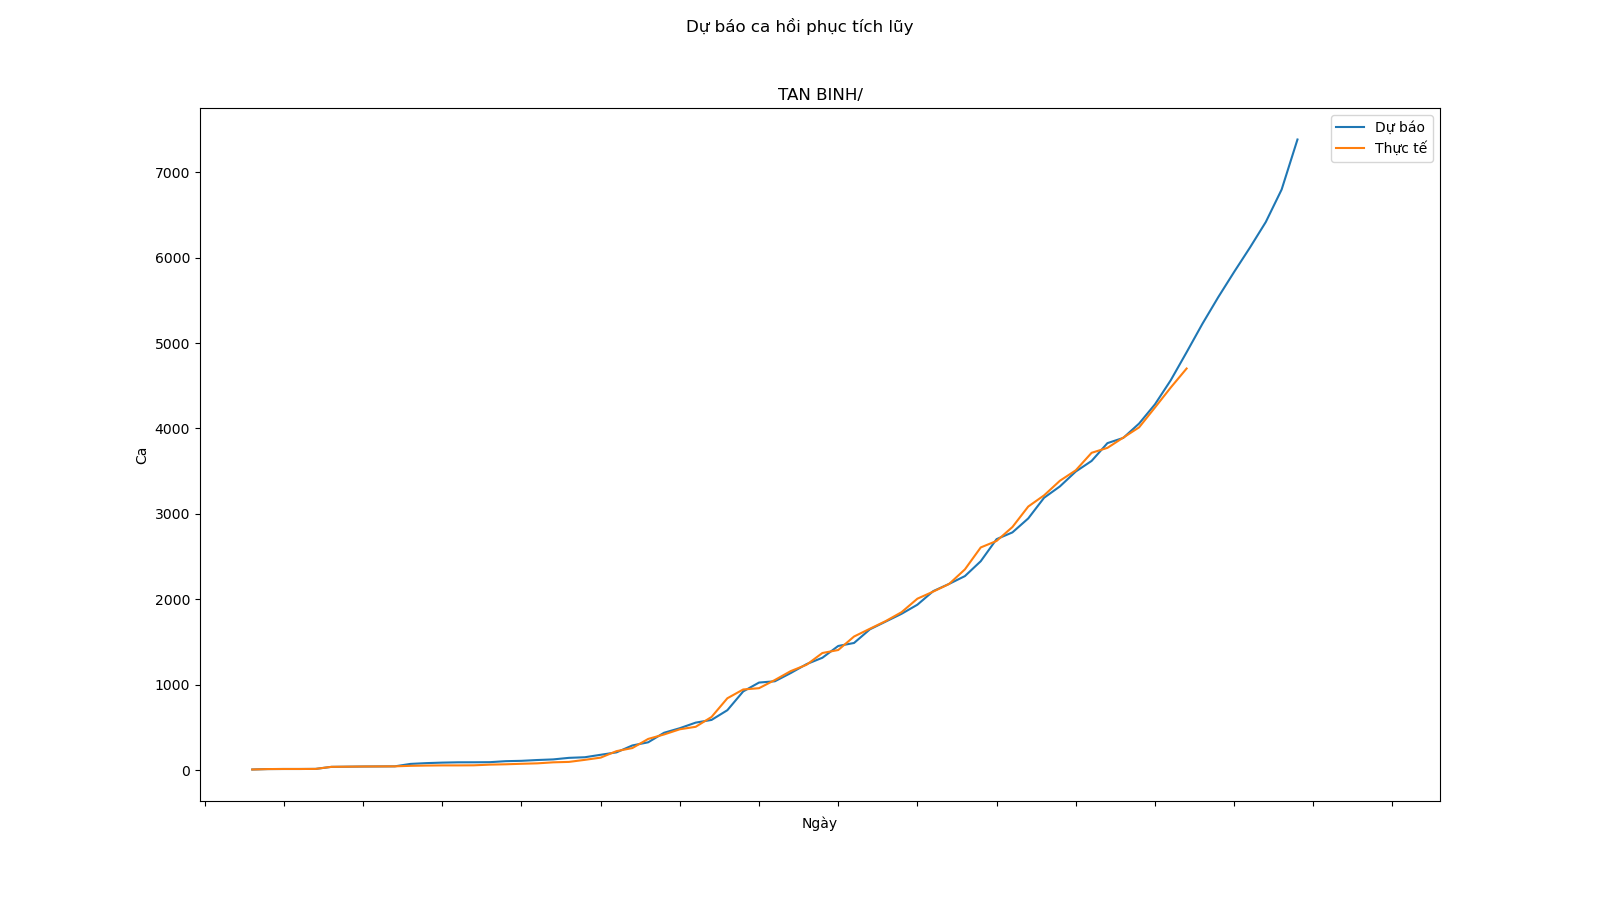 Dự báo ca hồi phục tích lũy
TAN BINH/
Dự báo
Thực tế
7000
6000
5000
4000
3000
2000
1000
0
Ca
Ngày